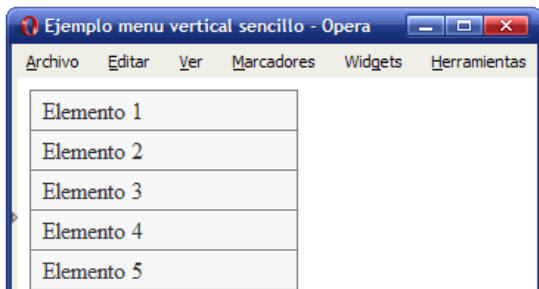 Ejemplo menu vertical sencillo - Opera
Archivo Editar Ver Marcadores Widgets Herramientas
Elemento 1
Elemento 2
Elemento 3
Elemento 4
Elemento 5